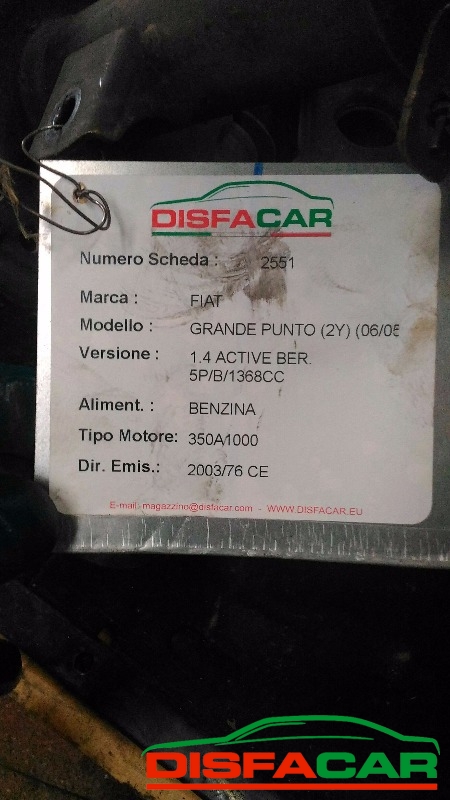 DISFACAR
Numero Scheda : 2551
Marca : FIAT
Modello : GRANDE PUNTO (2Y) (06/05
Versione : 1.4 ACTIVE BER.
5P/B/1368CC
Aliment. : BENZINA
Tipo Motore: 350A1000
Dir. Emis.: 2003/76 CE
E-mail: magazzino@disfacar.com - WWW.DISFACAR.EU
DISFACAR